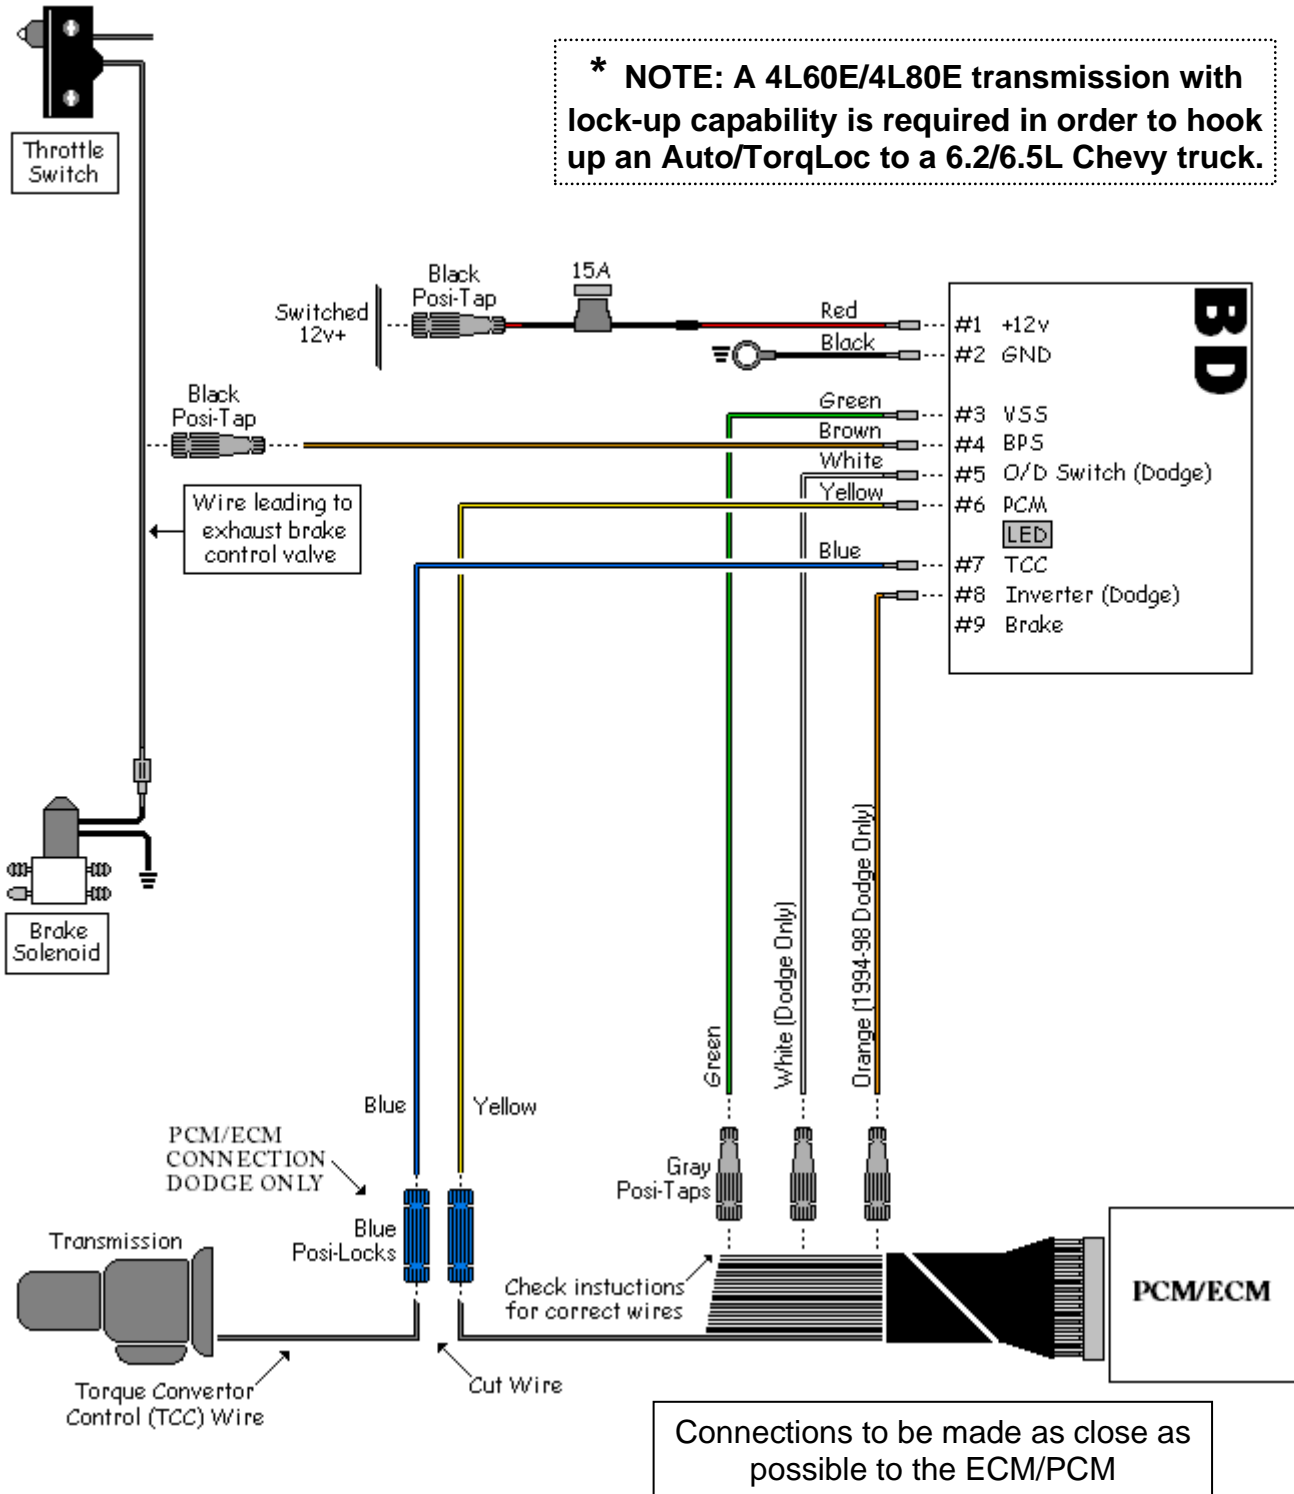 * NOTE: A 4L60E/4L80E transmission with
lock-up capability is required in order to hook
up an Auto/TorqLoc to a 6.2/6.5L Chevy truck.
Throttle
Switch
Switched
12v+
Black
Posi-Tap
15A
Red
Black
BD
#1 +12v
#2 GND
#3 VSS
#4 BPS
#5 O/D Switch (Dodge)
#6 PCM
LED
#7 TCC
#8 Inverter (Dodge)
#9 Brake
Black
Posi-Tap
Green
Brown
White
Yellow
Blue
Wire leading to
exhaust brake
control valve
Brake
Solenoid
Green
White (Dodge Only)
Orange (1994-98 Dodge Only)
Blue
Yellow
PCM/ECM
CONNECTION
DODGE ONLY
Blue
Posi-Locks
Gray
Posi-Taps
Transmission
Check instuctions
for correct wires
PCM/ECM
Torque Convertor
Control (TCC) Wire
Cut Wire
Connections to be made as close as
possible to the ECM/PCM